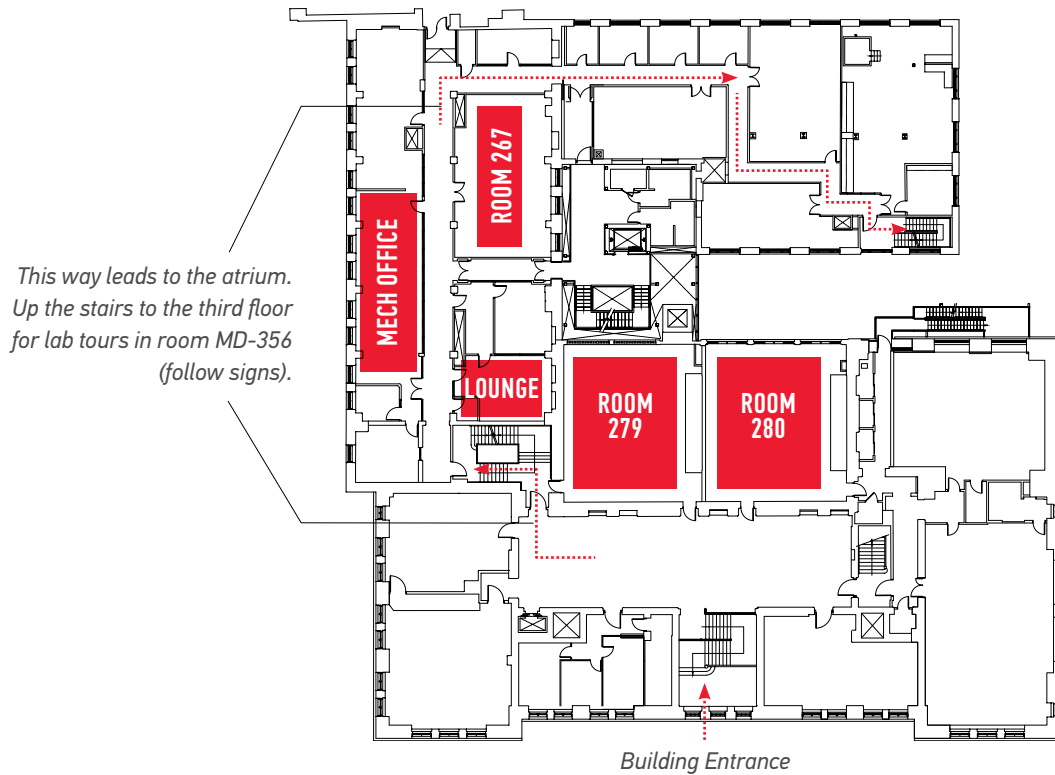 ROOM 267
MECH OFFICE
This way leads to the atrium.
Up the stairs to the third floor
for lab tours in room MD-356
(follow signs).
LOUNGE
ROOM
279
ROOM
280
Building Entrance